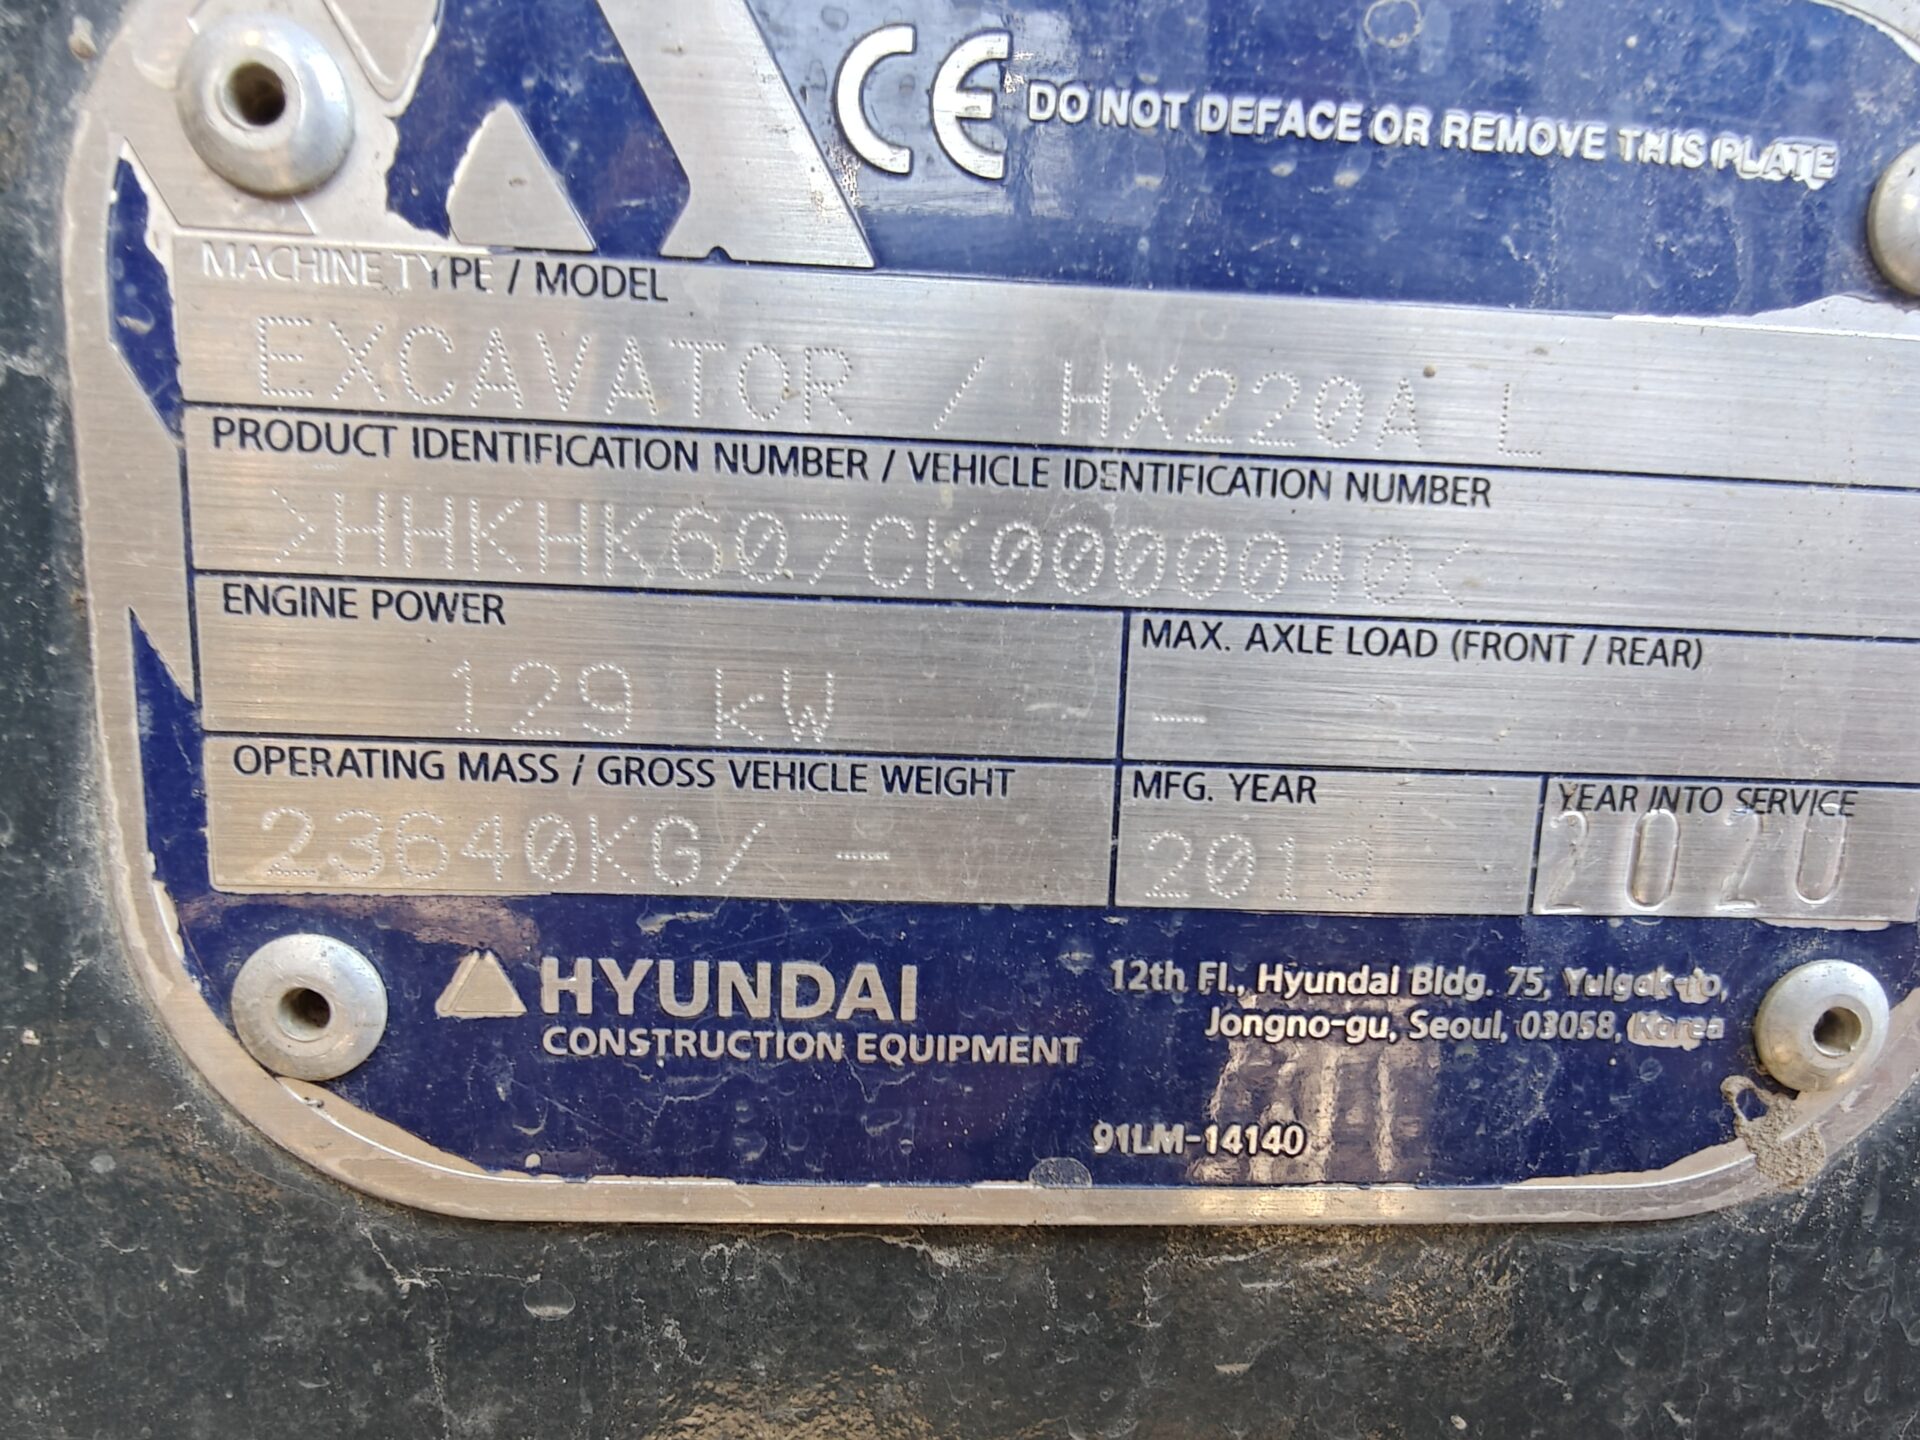 CE DO NOT DEFACE OR REMOVE THIS PLATE
MACHINE TYPE / MODEL
EXCAVATOR / HX220A L
PRODUCT IDENTIFICATION NUMBER / VEHICLE IDENTIFICATION NUMBER
>HHKHK607CK0000040<
ENGINE POWER
129 kW
MAX. AXLE LOAD (FRONT / REAR)
-
OPERATING MASS / GROSS VEHICLE WEIGHT
23640KG/ -
MFG. YEAR
2019
YEAR INTO SERVICE
2020
HYUNDAI
CONSTRUCTION EQUIPMENT
12th Fl., Hyundai Bldg. 75, Yulgok-ro,
Jongno-gu, Seoul, 03058, Korea
91LM-14140